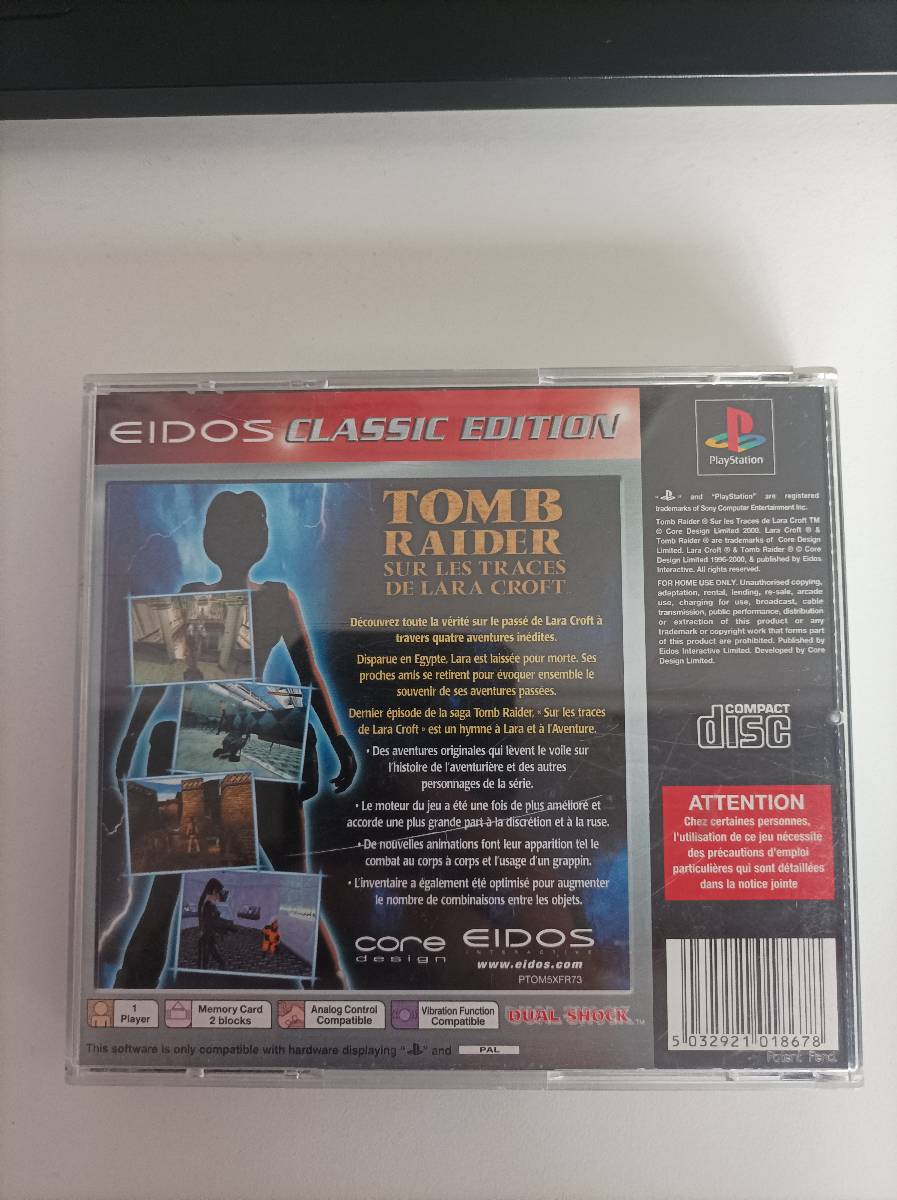 EIDOS CLASSIC EDITION
TOMB
RAIDER
SUR LES TRACES
DE LARA CROFT
Découvrez toute la vérité sur le passé de Lara Croft à
travers quatre aventures inédites.
Disparue en Egypte, Lara est laissée pour morte. Ses
proches amis se retirent pour évoquer ensemble le
souvenir de ses aventures passées.
Dernier épisode de la saga Tomb Raider, « Sur les traces
de Lara Croft » est un hymne à Lara et à l'Aventure.
• Des aventures originales qui lèvent le voile sur
l'histoire de l'aventurière et des autres
personnages de la série.
• Le moteur du jeu a été une fois de plus amélioré et
accorde une plus grande part à la discrétion et à la ruse.
• De nouvelles animations font leur apparition tel le
combat au corps à corps et l'usage d'un grappin.
• L'inventaire a également été optimisé pour augmenter
le nombre de combinaisons entre les objets.
core
design
EIDOS
INTERACTIVE
www.eidos.com
PTOM5XFR73
1
Player
Memory Card
2 blocks
Analog Control
Compatible
Vibration Function
Compatible
DUAL SHOCK™
This software is only compatible with hardware displaying " " and PAL
PlayStation
" " and "PlayStation" are registered
trademarks of Sony Computer Entertainment Inc.
Tomb Raider ® Sur les Traces de Lara Croft TM
© Core Design Limited 2000. Lara Croft ® &
Tomb Raider ® are trademarks of Core Design
Limited. Lara Croft ® & Tomb Raider ® © Core
Design Limited 1996-2000, & published by Eidos
Interactive. All rights reserved.
FOR HOME USE ONLY. Unauthorised copying,
adaptation, rental, lending, re-sale, arcade
use, charging for use, broadcast, cable
transmission, public performance, distribution
or extraction of this product or any
trademark or copyright work that forms part
of this product are prohibited. Published by
Eidos Interactive Limited. Developed by Core
Design Limited.
COMPACT
disc
ATTENTION
Chez certaines personnes,
l'utilisation de ce jeu nécessite
des précautions d'emploi
particulières qui sont détaillées
dans la notice jointe
5 032921 018678
Patent Pend.